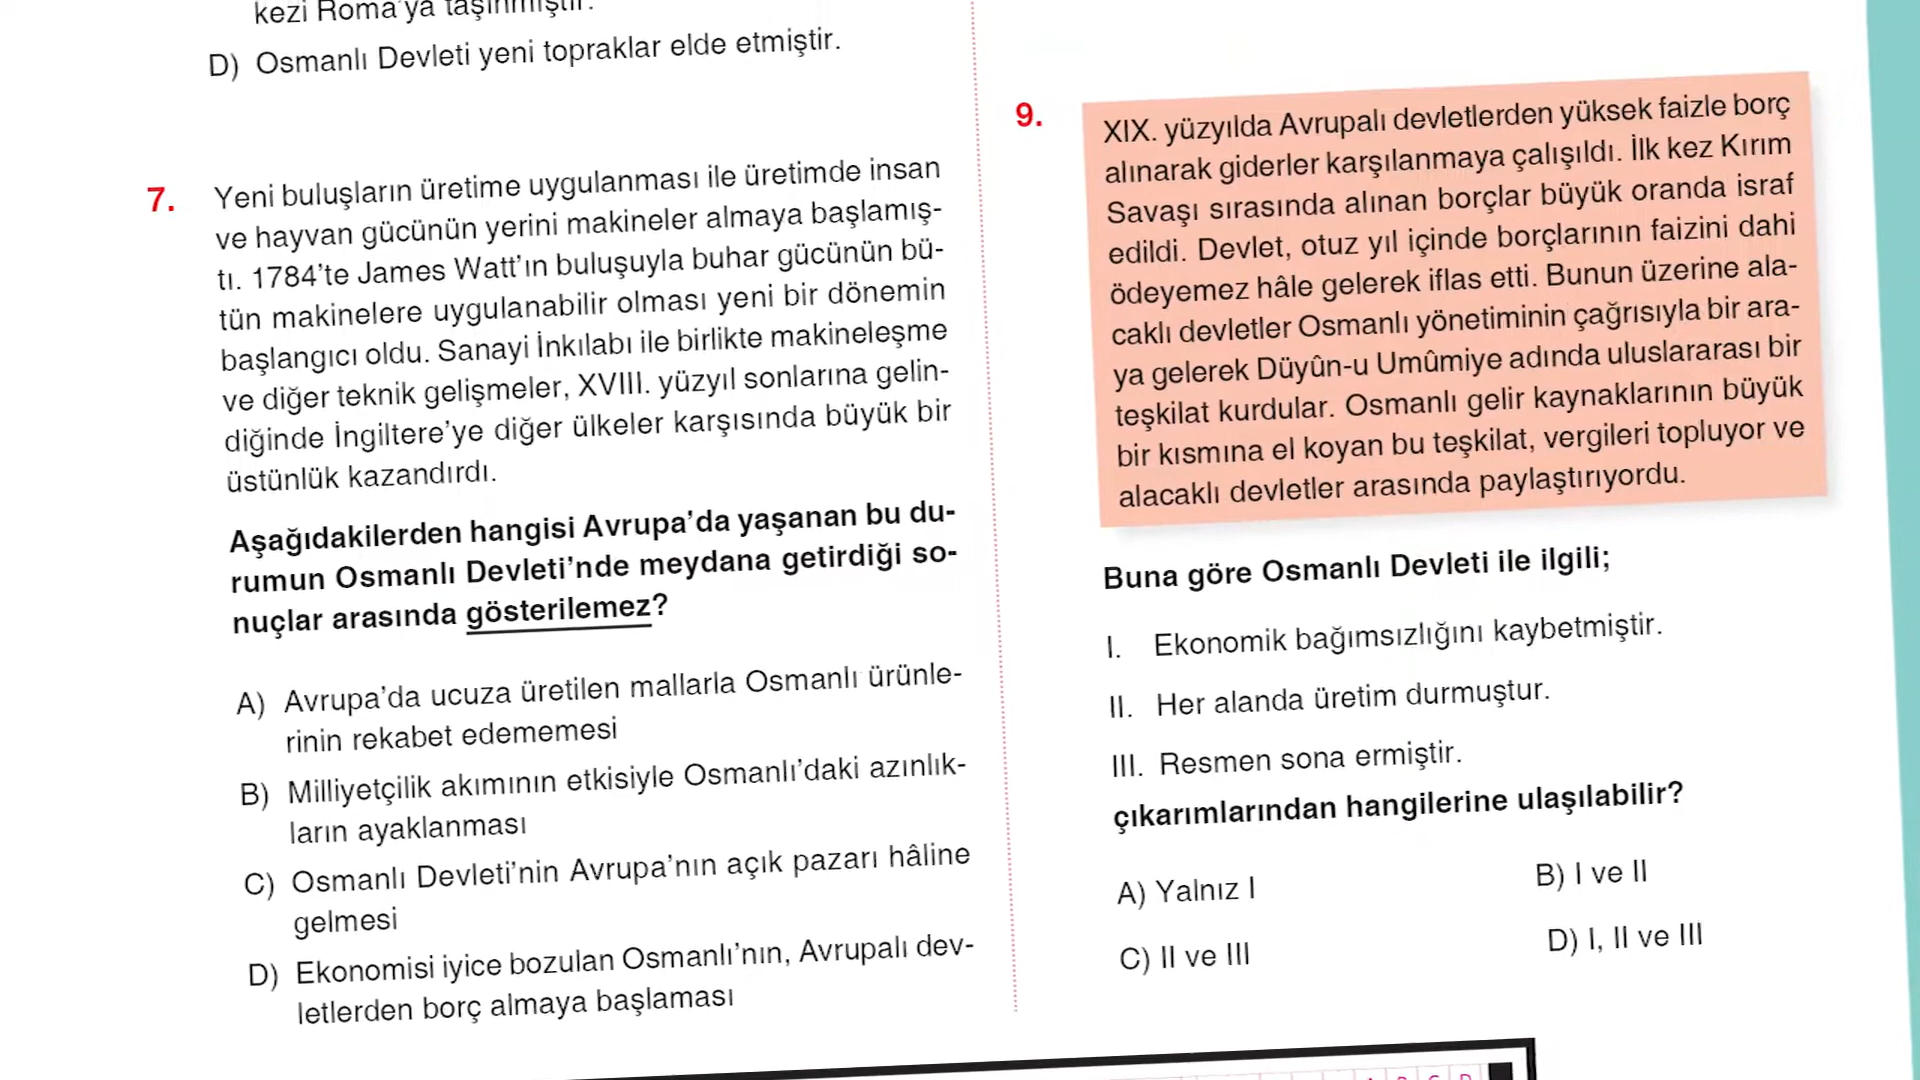 kezi Roma'ya taşınmıştır.
D) Osmanlı Devleti yeni topraklar elde etmiştir.
7. Yeni buluşların üretime uygulanması ile üretimde insan
ve hayvan gücünün yerini makineler almaya başlamış-
tı. 1784'te James Watt'ın buluşuyla buhar gücünün bü-
tün makinelere uygulanabilir olması yeni bir dönemin
başlangıcı oldu. Sanayi İnkılabı ile birlikte makineleşme
ve diğer teknik gelişmeler, XVIII. yüzyıl sonlarına gelin-
diğinde İngiltere'ye diğer ülkeler karşısında büyük bir
üstünlük kazandırdı.
Aşağıdakilerden hangisi Avrupa'da yaşanan bu du-
rumun Osmanlı Devleti'nde meydana getirdiği so-
nuçlar arasında gösterilemez?
A) Avrupa'da ucuza üretilen mallarla Osmanlı ürünle-
rinin rekabet edememesi
B) Milliyetçilik akımının etkisiyle Osmanlı'daki azınlık-
ların ayaklanması
C) Osmanlı Devleti'nin Avrupa'nın açık pazarı hâline
gelmesi
D) Ekonomisi iyice bozulan Osmanlı'nın, Avrupalı dev-
letlerden borç almaya başlaması
9. XIX. yüzyılda Avrupalı devletlerden yüksek faizle borç
alınarak giderler karşılanmaya çalışıldı. İlk kez Kırım
Savaşı sırasında alınan borçlar büyük oranda israf
edildi. Devlet, otuz yıl içinde borçlarının faizini dahi
ödeyemez hâle gelerek iflas etti. Bunun üzerine ala-
caklı devletler Osmanlı yönetiminin çağrısıyla bir ara-
ya gelerek Düyûn-u Umûmiye adında uluslararası bir
teşkilat kurdular. Osmanlı gelir kaynaklarının büyük
bir kısmına el koyan bu teşkilat, vergileri topluyor ve
alacaklı devletler arasında paylaştırıyordu.
Buna göre Osmanlı Devleti ile ilgili;
I. Ekonomik bağımsızlığını kaybetmiştir.
II. Her alanda üretim durmuştur.
III. Resmen sona ermiştir.
çıkarımlarından hangilerine ulaşılabilir?
A) Yalnız I
B) I ve II
C) II ve III
D) I, II ve III